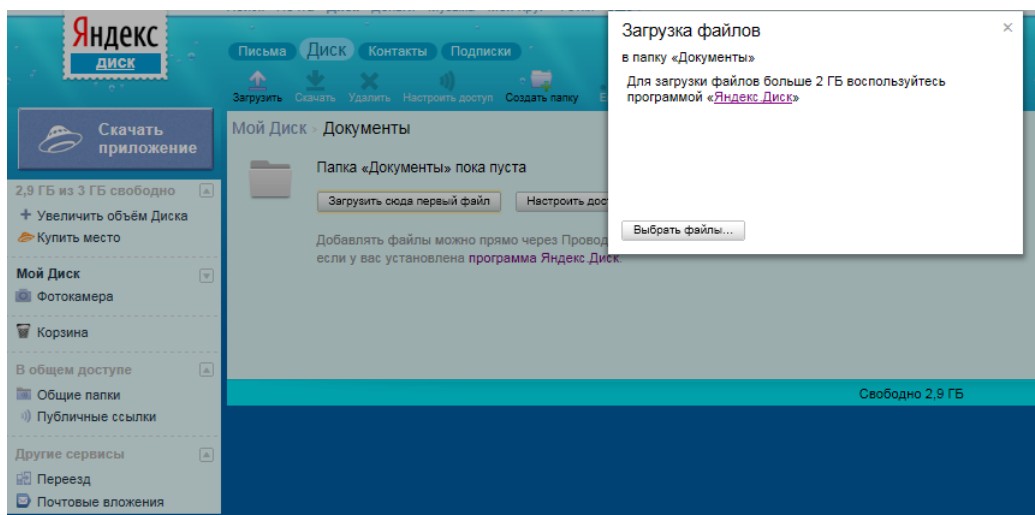 Яндекс
диск
Письма Диск Контакты Подписки
Загрузить Скачать Удалить Настроить доступ Создать папку
Скачать
приложение
2,9 ГБ из 3 ГБ свободно
+ Увеличить объём Диска
Купить место
Мой Диск
Фотокамера
Корзина
В общем доступе
Общие папки
Публичные ссылки
Другие сервисы
Переезд
Почтовые вложения
Мой Диск › Документы
Папка «Документы» пока пуста
Загрузить сюда первый файл Настроить дос
Добавлять файлы можно прямо через Провод
если у вас установлена программа Яндекс.Диск.
Свободно 2,9 ГБ
Загрузка файлов ×
в папку «Документы»
Для загрузки файлов больше 2 ГБ воспользуйтесь
программой «Яндекс.Диск»
Выбрать файлы...